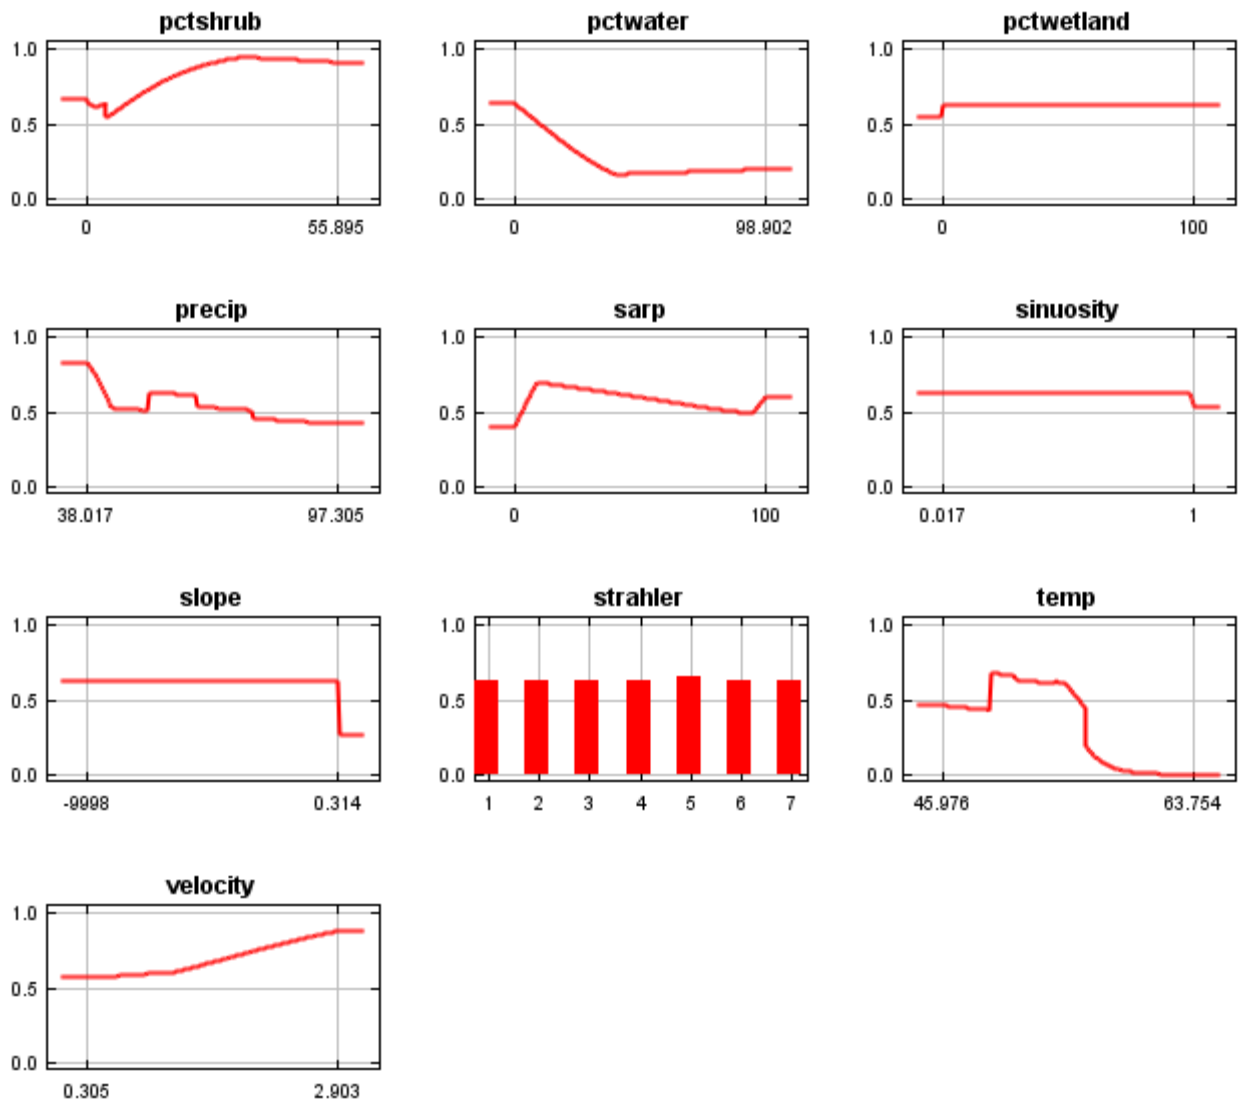 pctshrub pctwater pctwetland
1.0 1.0 1.0
0.5 0.5 0.5
0.0 0.0 0.0
0 55.895 0 98.902 0 100
precip sarp sinuosity
1.0 1.0 1.0
0.5 0.5 0.5
0.0 0.0 0.0
38.017 97.305 0 100 0.017 1
slope strahler temp
1.0 1.0 1.0
0.5 0.5 0.5
0.0 0.0 0.0
-9998 0.314 1 2 3 4 5 6 7 45.976 63.754
velocity
1.0
0.5
0.0
0.305 2.903